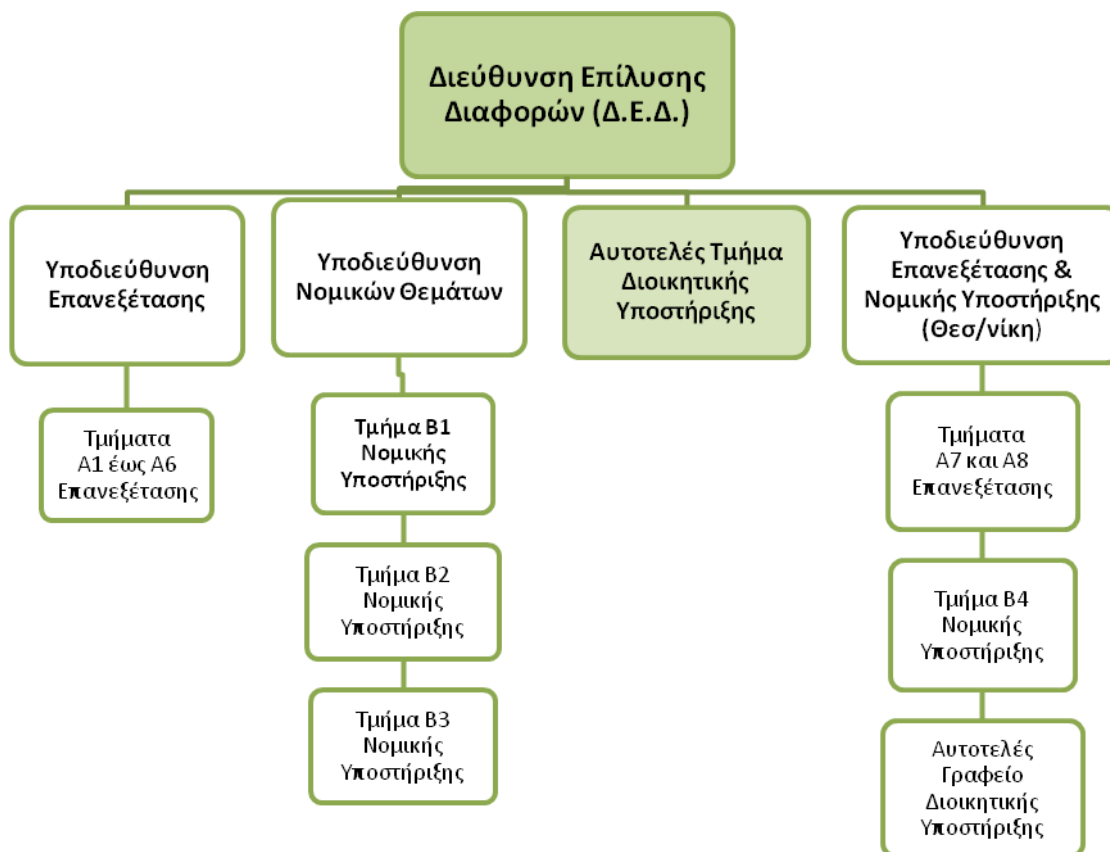 Διεύθυνση Επίλυσης
Διαφορών (Δ.Ε.Δ.)
Υποδιεύθυνση
Επανεξέτασης
Υποδιεύθυνση
Νομικών Θεμάτων
Αυτοτελές Τμήμα
Διοικητικής
Υποστήριξης
Υποδιεύθυνση
Επανεξέτασης &
Νομικής Υποστήριξης
(Θεσ/νίκη)
Τμήματα
Α1 έως Α6
Επανεξέτασης
Τμήμα Β1
Νομικής
Υποστήριξης
Τμήμα Β2
Νομικής
Υποστήριξης
Τμήμα Β3
Νομικής
Υποστήριξης
Τμήματα
Α7 και Α8
Επανεξέτασης
Τμήμα Β4
Νομικής
Υποστήριξης
Αυτοτελές
Γραφείο
Διοικητικής
Υποστήριξης